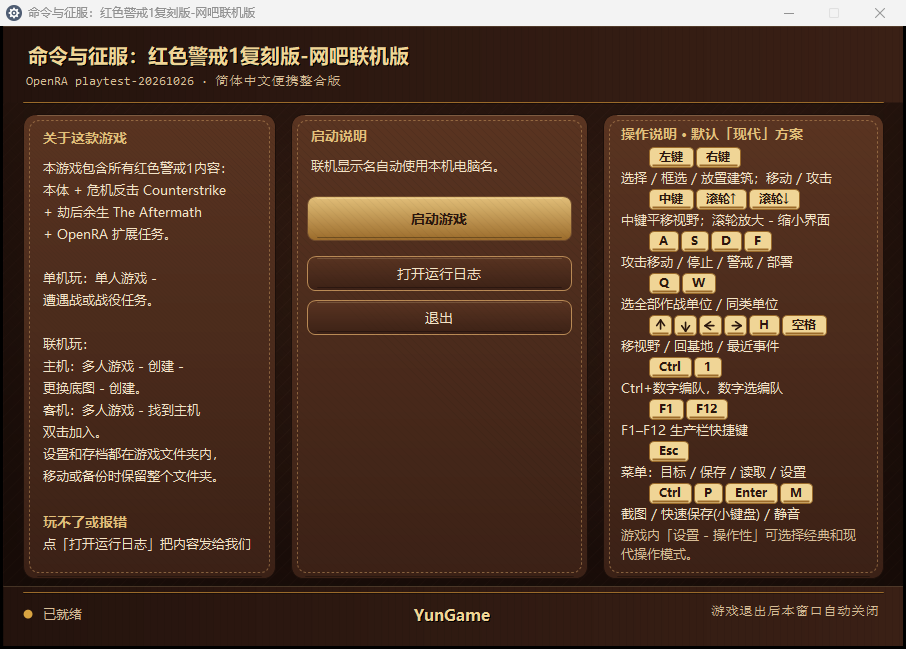 命令与征服：红色警戒1复刻版-网吧联机版
命令与征服：红色警戒1复刻版-网吧联机版
OpenRA playtest-20261026 · 简体中文便携整合版
关于这款游戏
本游戏包含所有红色警戒1内容:
本体 + 危机反击 Counterstrike
+ 劫后余生 The Aftermath
+ OpenRA 扩展任务。
单机玩：单人游戏 -
遭遇战或战役任务。
联机玩：
主机：多人游戏 - 创建 -
更换底图 - 创建。
客机：多人游戏 - 找到主机
双击加入。
设置和存档都在游戏文件夹内，
移动或备份时保留整个文件夹。
玩不了或报错
点「打开运行日志」把内容发给我们
启动说明
联机显示名自动使用本机电脑名。
启动游戏
打开运行日志
退出
操作说明 • 默认「现代」方案
左键 右键
选择 / 框选 / 放置建筑；移动 / 攻击
中键 滚轮↑ 滚轮↓
中键平移视野；滚轮放大 - 缩小界面
A S D F
攻击移动 / 停止 / 警戒 / 部署
Q W
选全部作战单位 / 同类单位
↑ ↓ ← → H 空格
移视野 / 回基地 / 最近事件
Ctrl 1
Ctrl+数字编队，数字选编队
F1 F12
F1–F12 生产栏快捷键
Esc
菜单：目标 / 保存 / 读取 / 设置
Ctrl P Enter M
截图 / 快速保存(小键盘) / 静音
游戏内「设置 - 操作性」可选择经典和现
代操作模式。
已就绪
YunGame
游戏退出后本窗口自动关闭